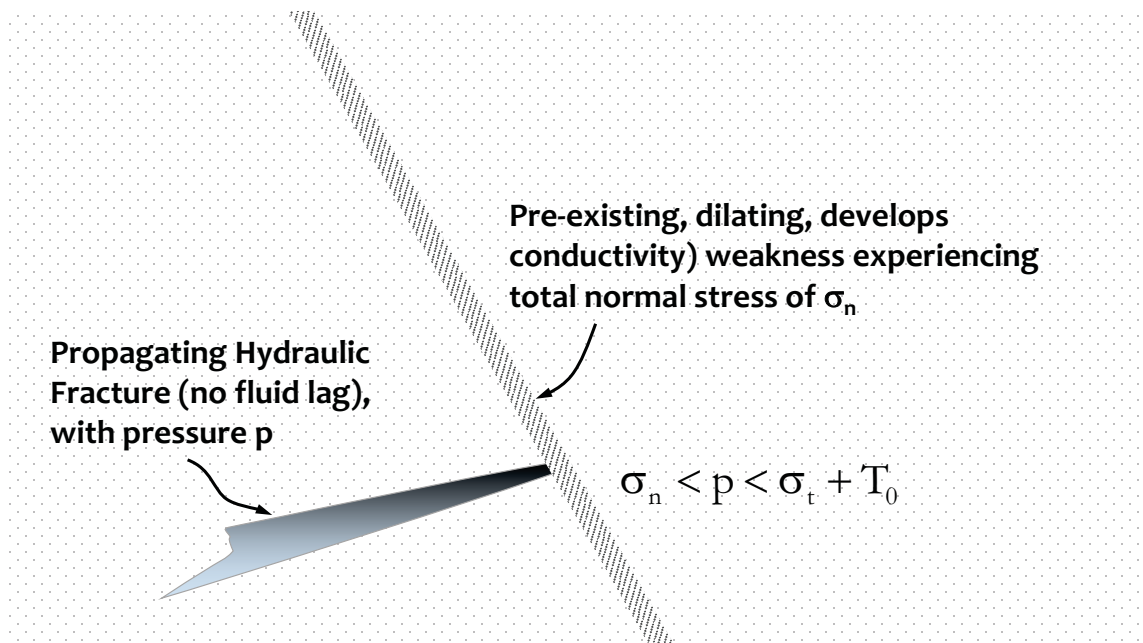 Pre-existing, dilating, develops
conductivity) weakness experiencing
total normal stress of σn
Propagating Hydraulic
Fracture (no fluid lag),
with pressure p
σn < p < σt + T0